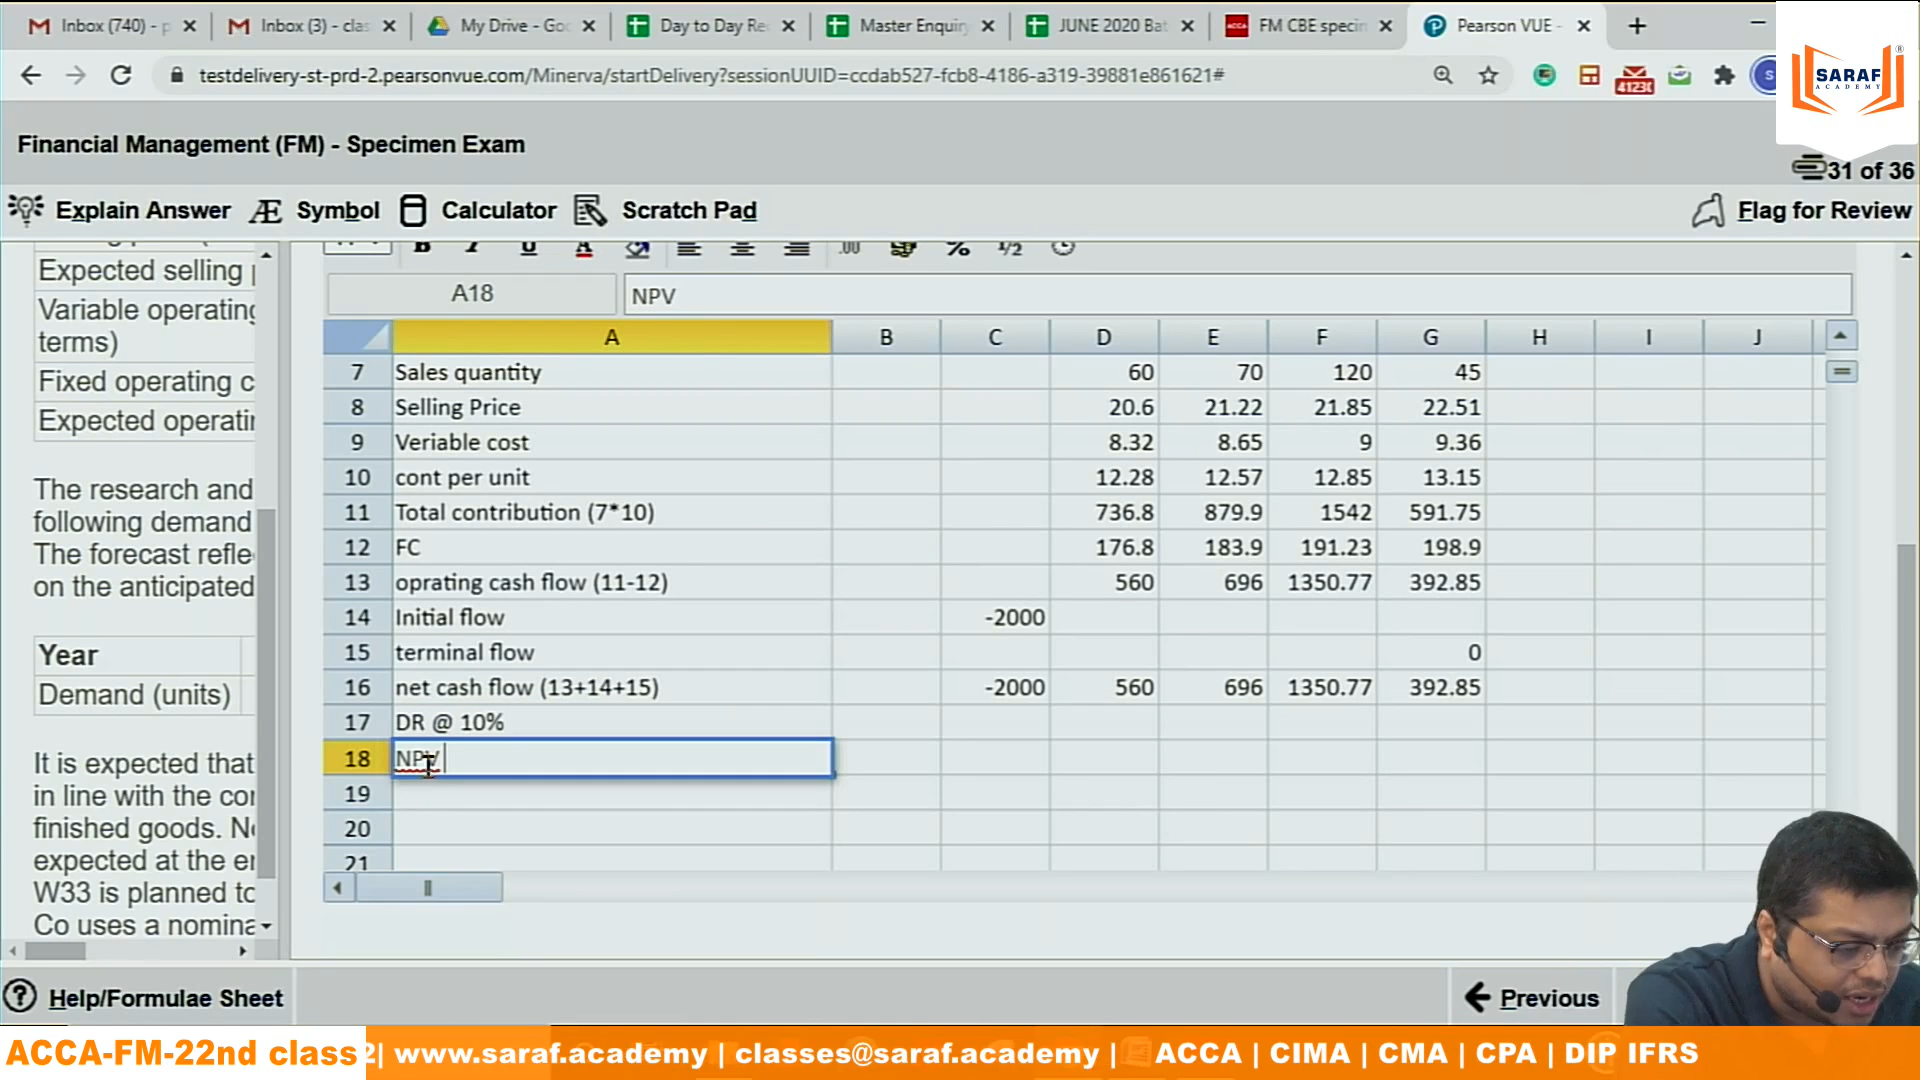 Inbox (740) - p
Inbox (3) - clas
My Drive - Goo
Day to Day Re
Master Enquiry
JUNE 2020 Bat
FM CBE specim
Pearson VUE -
testdelivery-st-prd-2.pearsonvue.com/Minerva/startDelivery?sessionUUID=ccdab527-fcb8-4186-a319-39881e861621#
SARAF
ACADEMY
Financial Management (FM) - Specimen Exam
31 of 36
Explain Answer
Symbol
Calculator
Scratch Pad
Flag for Review
Expected selling p
Variable operating
terms)
Fixed operating c
Expected operatin
The research and
following demand
The forecast refle
on the anticipated
Year
Demand (units)
It is expected that
in line with the cor
finished goods. No
expected at the er
W33 is planned to
Co uses a nomina
A18 NPV
A B C D E F G H I J
7 Sales quantity 60 70 120 45
8 Selling Price 20.6 21.22 21.85 22.51
9 Veriable cost 8.32 8.65 9 9.36
10 cont per unit 12.28 12.57 12.85 13.15
11 Total contribution (7*10) 736.8 879.9 1542 591.75
12 FC 176.8 183.9 191.23 198.9
13 oprating cash flow (11-12) 560 696 1350.77 392.85
14 Initial flow -2000
15 terminal flow 0
16 net cash flow (13+14+15) -2000 560 696 1350.77 392.85
17 DR @ 10%
18 NPV
19
20
21
Help/Formulae Sheet
Previous
ACCA-FM-22nd class
2| www.saraf.academy | classes@saraf.academy | ACCA | CIMA | CMA | CPA | DIP IFRS